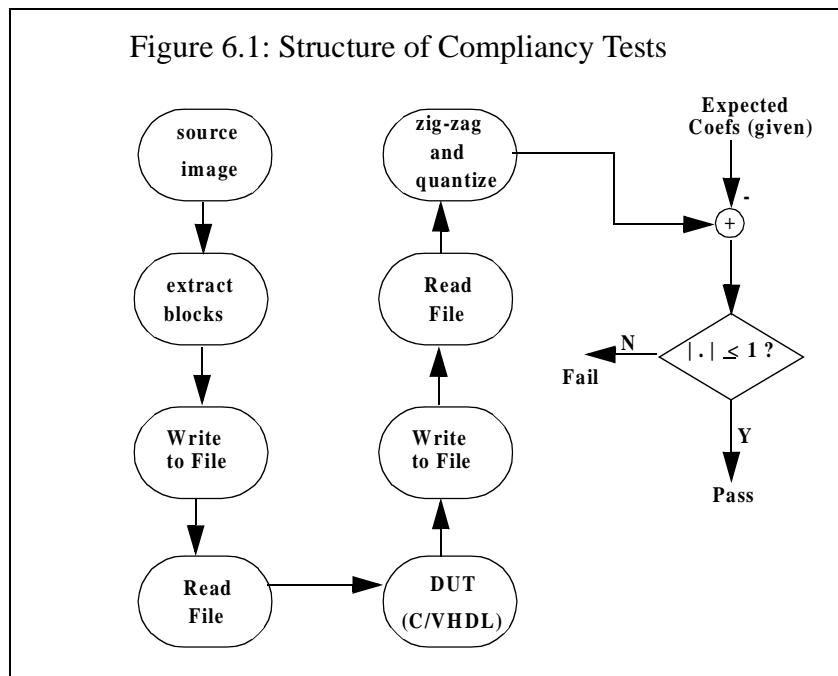 Figure 6.1: Structure of Compliancy Tests
source
image
extract
blocks
Write
to File
Read
File
DUT
(C/VHDL)
Write
to File
Read
File
zig-zag
and
quantize
Expected
Coefs (given)
-
+
| . | ≤ 1 ?
N
Fail
Y
Pass